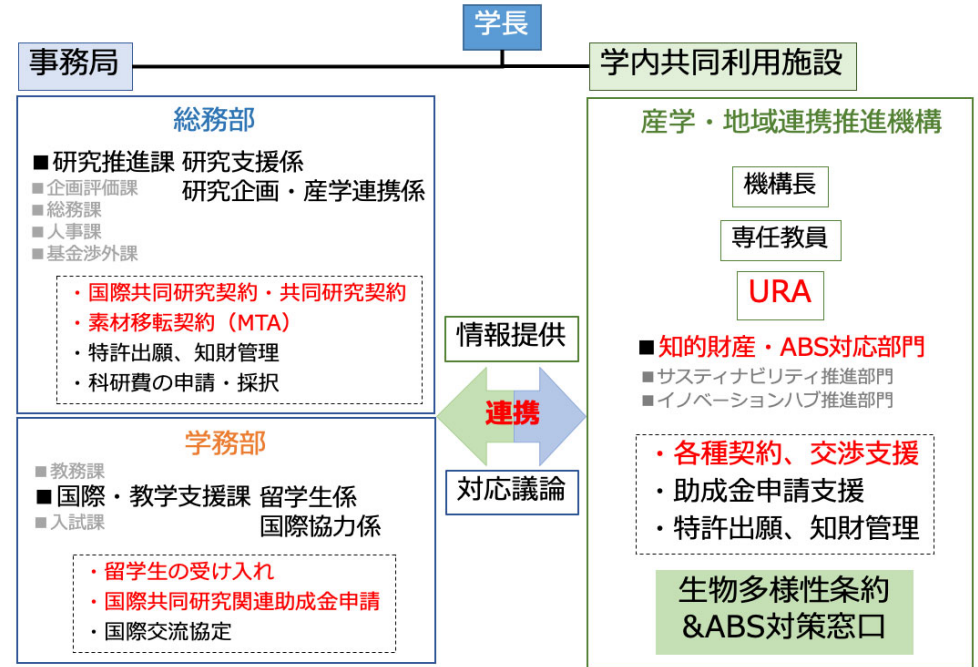 学長
事務局
学内共同利用施設
総務部
■研究推進課 研究支援係
■企画評価課 研究企画・産学連携係
■総務課
■人事課
■基金渉外課
・国際共同研究契約・共同研究契約
・素材移転契約（MTA）
・特許出願、知財管理
・科研費の申請・採択
学務部
■教務課
■国際・教学支援課 留学生係
国際協力係
■入試課
・留学生の受け入れ
・国際共同研究関連助成金申請
・国際交流協定
情報提供
連携
対応議論
産学・地域連携推進機構
機構長
専任教員
URA
■知的財産・ABS対応部門
■サスティナビリティ推進部門
■イノベーションハブ推進部門
・各種契約、交渉支援
・助成金申請支援
・特許出願、知財管理
生物多様性条約
&ABS対策窓口